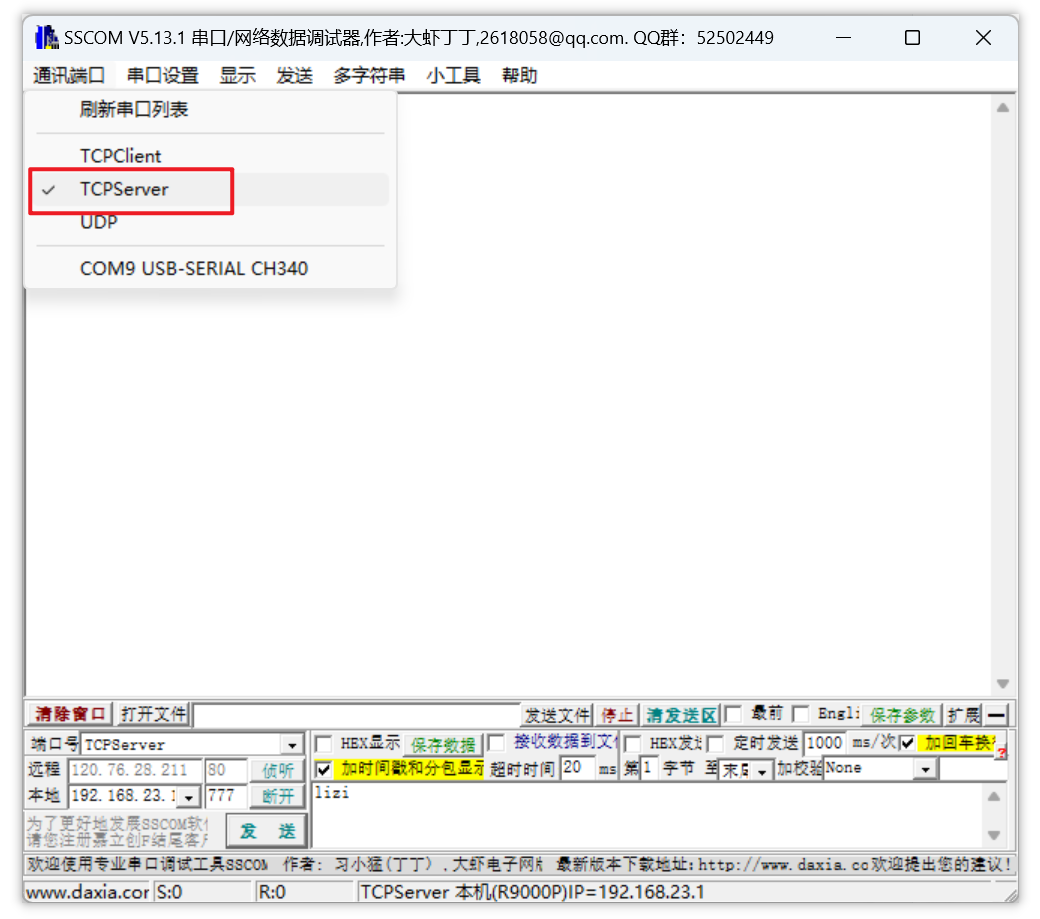 SSCOM V5.13.1 串口/网络数据调试器,作者:大虾丁丁,2618058@qq.com. QQ群：52502449
通讯端口 串口设置 显示 发送 多字符串 小工具 帮助
刷新串口列表
TCPClient
TCPServer
UDP
COM9 USB-SERIAL CH340
清除窗口 打开文件 发送文件 停止 清发送区 最前 Engli 保存参数 扩展
端口号 TCPServer HEX显示 保存数据 接收数据到文 HEX发 定时发送 1000 ms/次 加回车换 ?
远程 120.76.28.211 80 侦听 加时间戳和分包显示 超时时间 20 ms 第 1 字节 至 末尾 加校验 None
本地 192.168.23.1 777 断开 lizi
为了更好地发展SSCOM软件
请您注册嘉立创F结尾客户
发 送
欢迎使用专业串口调试工具SSCOM 作者: 习小猛(丁丁),大虾电子网版 最新版本下载地址:http://www.daxia.co 欢迎提出您的建议!
www.daxia.cor S:0 R:0 TCPServer 本机(R9000P)IP=192.168.23.1